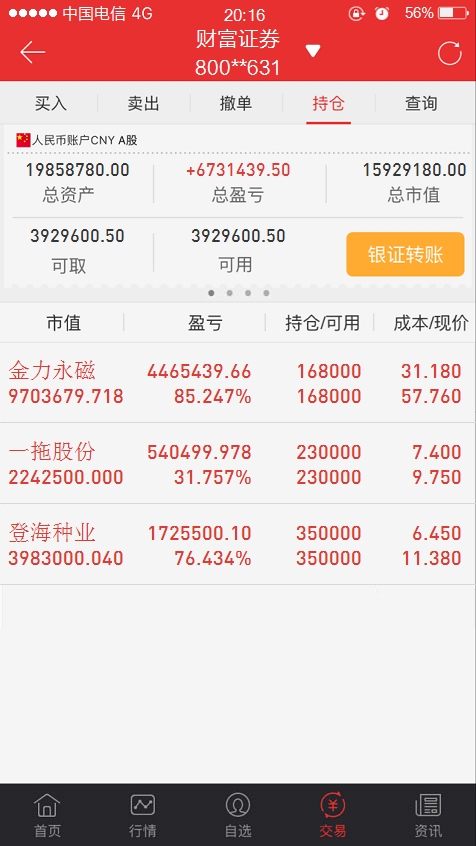 中国电信 4G 20:16 56%
财富证券
800**631
买入 卖出 撤单 持仓 查询
人民币账户CNY A股
19858780.00 +6731439.50 15929180.00
总资产 总盈亏 总市值
3929600.50 3929600.50
可取 可用 银证转账
市值 盈亏 持仓/可用 成本/现价
金力永磁 4465439.66 168000 31.180
9703679.718 85.247% 168000 57.760
一拖股份 540499.978 230000 7.400
2242500.000 31.757% 230000 9.750
登海种业 1725500.10 350000 6.450
3983000.040 76.434% 350000 11.380
首页 行情 自选 交易 资讯